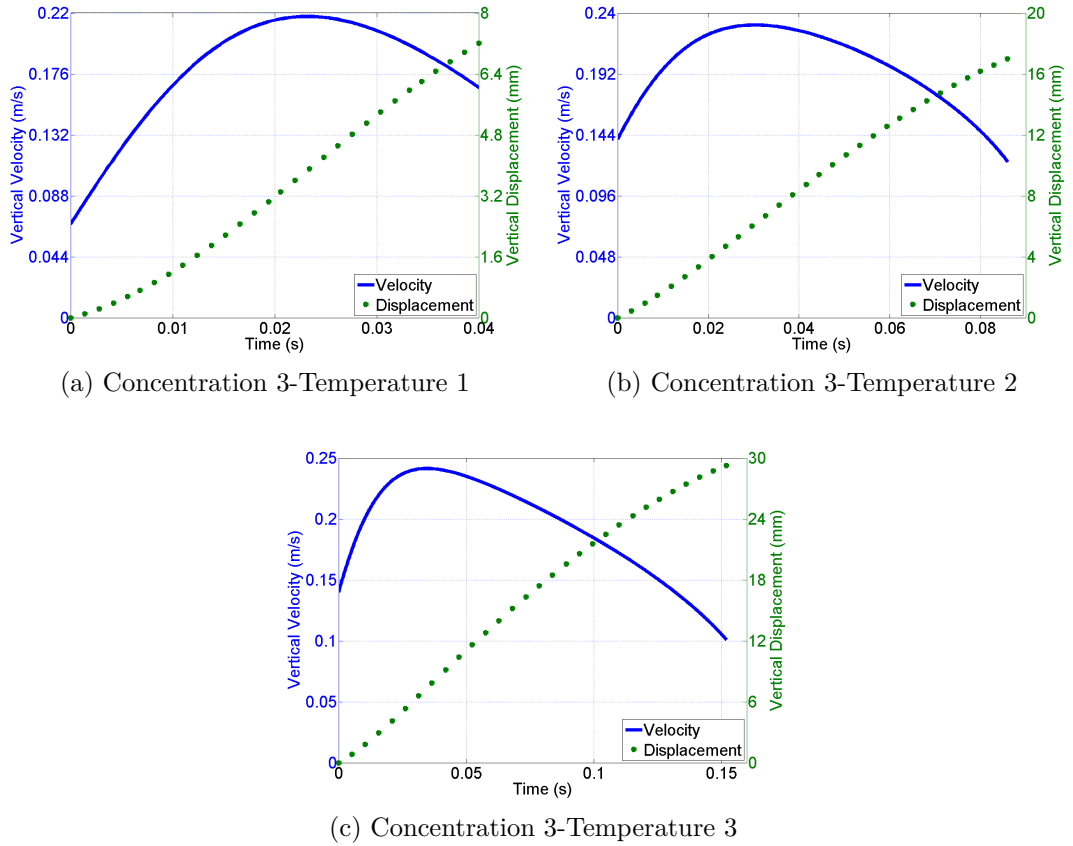 0.22
0.176
0.132
0.088
0.044
0
Vertical Velocity (m/s)
8
6.4
4.8
3.2
1.6
0
Vertical Displacement (mm)
Velocity
Displacement
0 0.01 0.02 0.03 0.04
Time (s)
(a) Concentration 3-Temperature 1
0.24
0.192
0.144
0.096
0.048
0
Vertical Velocity (m/s)
20
16
12
8
4
0
Vertical Displacement (mm)
Velocity
Displacement
0 0.02 0.04 0.06 0.08
Time (s)
(b) Concentration 3-Temperature 2
0.25
0.2
0.15
0.1
0.05
0
Vertical Velocity (m/s)
30
24
18
12
6
0
Vertical Displacement (mm)
Velocity
Displacement
0 0.05 0.1 0.15
Time (s)
(c) Concentration 3-Temperature 3